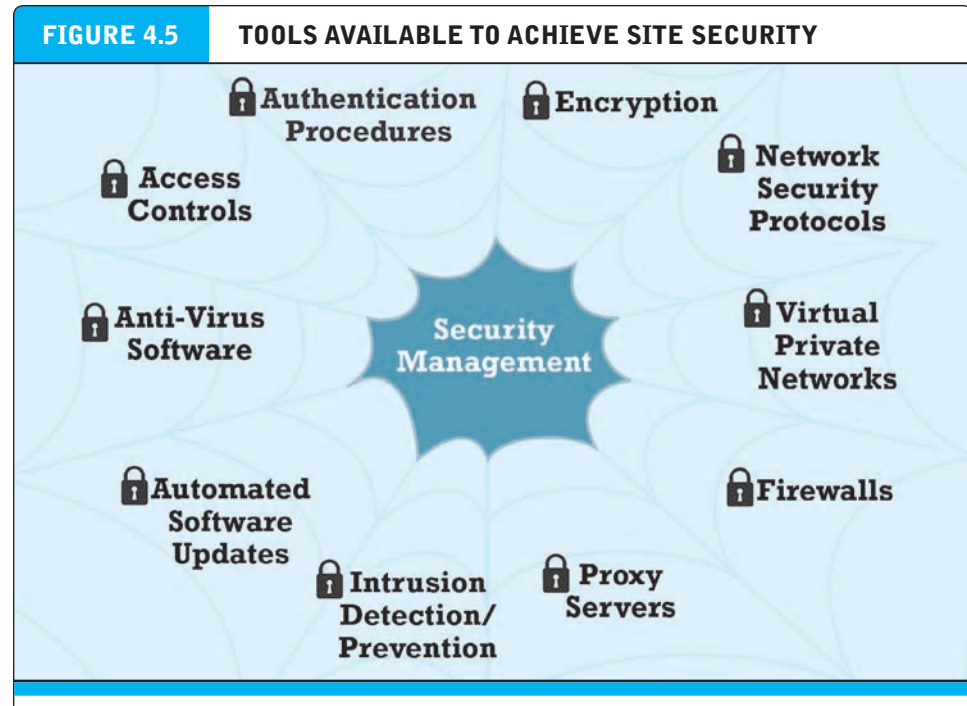 FIGURE 4.5
TOOLS AVAILABLE TO ACHIEVE SITE SECURITY
Authentication
Procedures
Encryption
Network
Security
Protocols
Access
Controls
Virtual
Private
Networks
Anti-Virus
Software
Security
Management
Firewalls
Automated
Software
Updates
Intrusion
Detection/
Prevention
Proxy
Servers